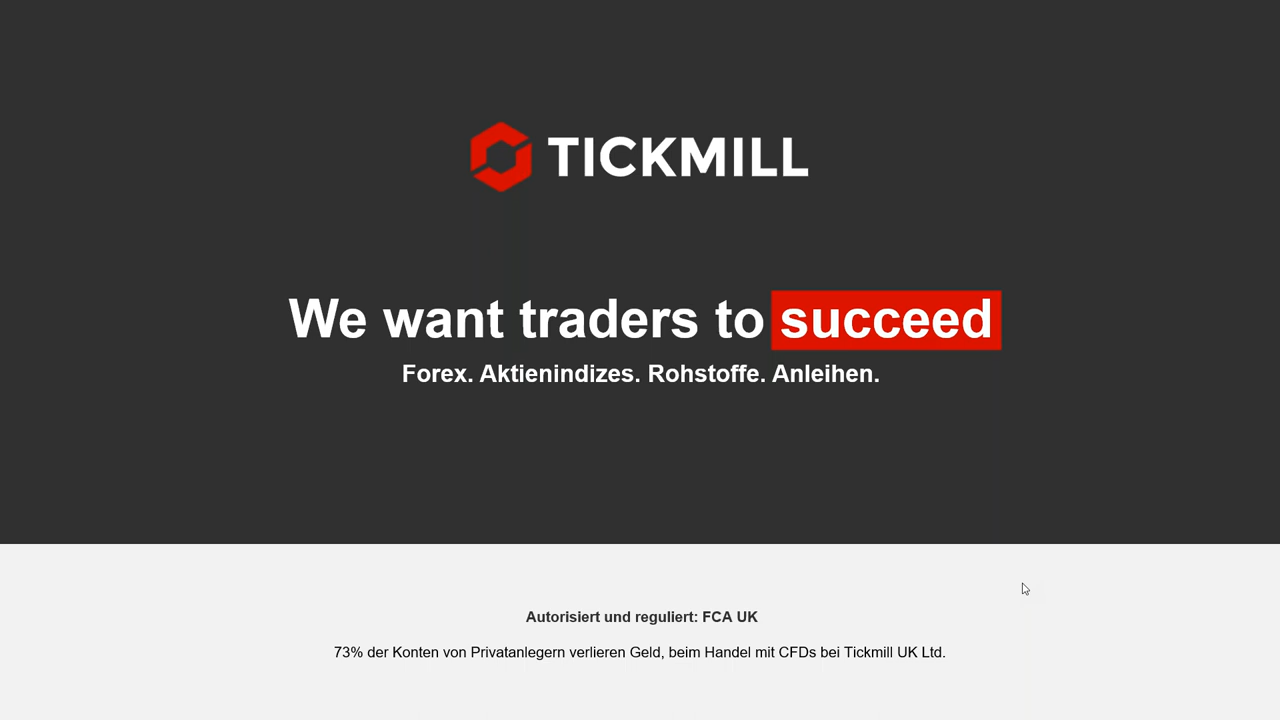 TICKMILL
We want traders to succeed
Forex. Aktienindizes. Rohstoffe. Anleihen.
Autorisiert und reguliert: FCA UK
73% der Konten von Privatanlegern verlieren Geld, beim Handel mit CFDs bei Tickmill UK Ltd.